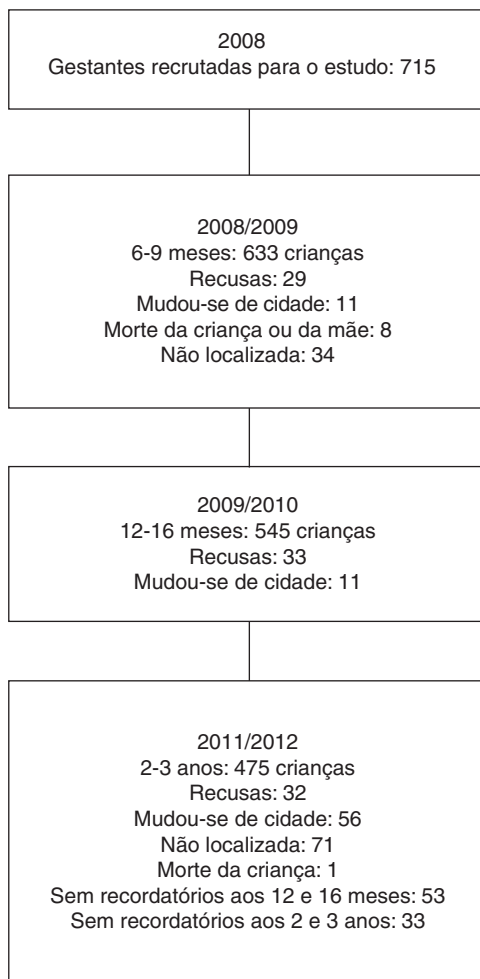 2008
Gestantes recrutadas para o estudo: 715
2008/2009
6-9 meses: 633 crianças
Recusas: 29
Mudou-se de cidade: 11
Morte da criança ou da mãe: 8
Não localizada: 34
2009/2010
12-16 meses: 545 crianças
Recusas: 33
Mudou-se de cidade: 11
2011/2012
2-3 anos: 475 crianças
Recusas: 32
Mudou-se de cidade: 56
Não localizada: 71
Morte da criança: 1
Sem recordatórios aos 12 e 16 meses: 53
Sem recordatórios aos 2 e 3 anos: 33